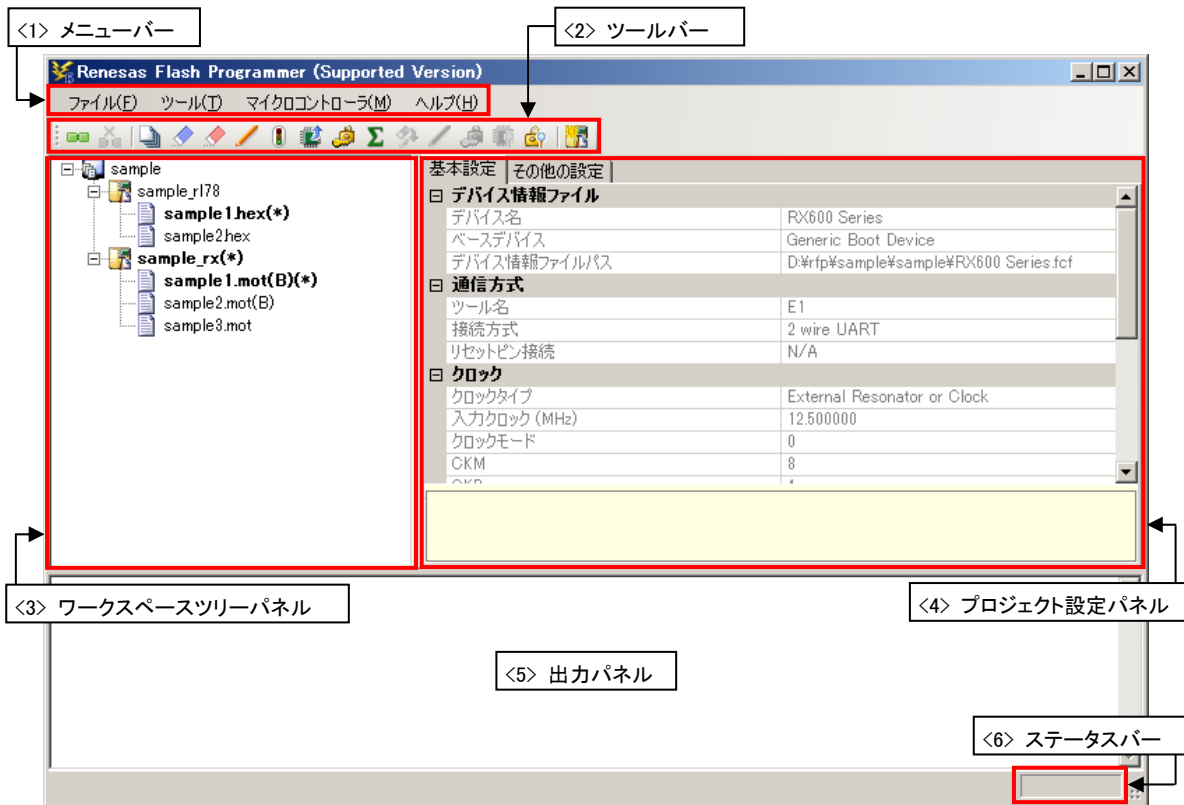 <1> メニューバー
<2> ツールバー
Renesas Flash Programmer (Supported Version)
ファイル(F) ツール(T) マイクロコントローラ(M) ヘルプ(H)
sample
sample_rl78
sample1.hex(*)
sample2.hex
sample_rx(*)
sample1.mot(B)(*)
sample2.mot(B)
sample3.mot
基本設定 その他の設定
デバイス情報ファイル
デバイス名 RX600 Series
ベースデバイス Generic Boot Device
デバイス情報ファイルパス D:¥rfp¥sample¥sample¥RX600 Series.fcf
通信方式
ツール名 E1
接続方式 2 wire UART
リセットピン接続 N/A
クロック
クロックタイプ External Resonator or Clock
入力クロック (MHz) 12.500000
クロックモード 0
CKM 8
<3> ワークスペースツリーパネル
<4> プロジェクト設定パネル
<5> 出力パネル
<6> ステータスバー